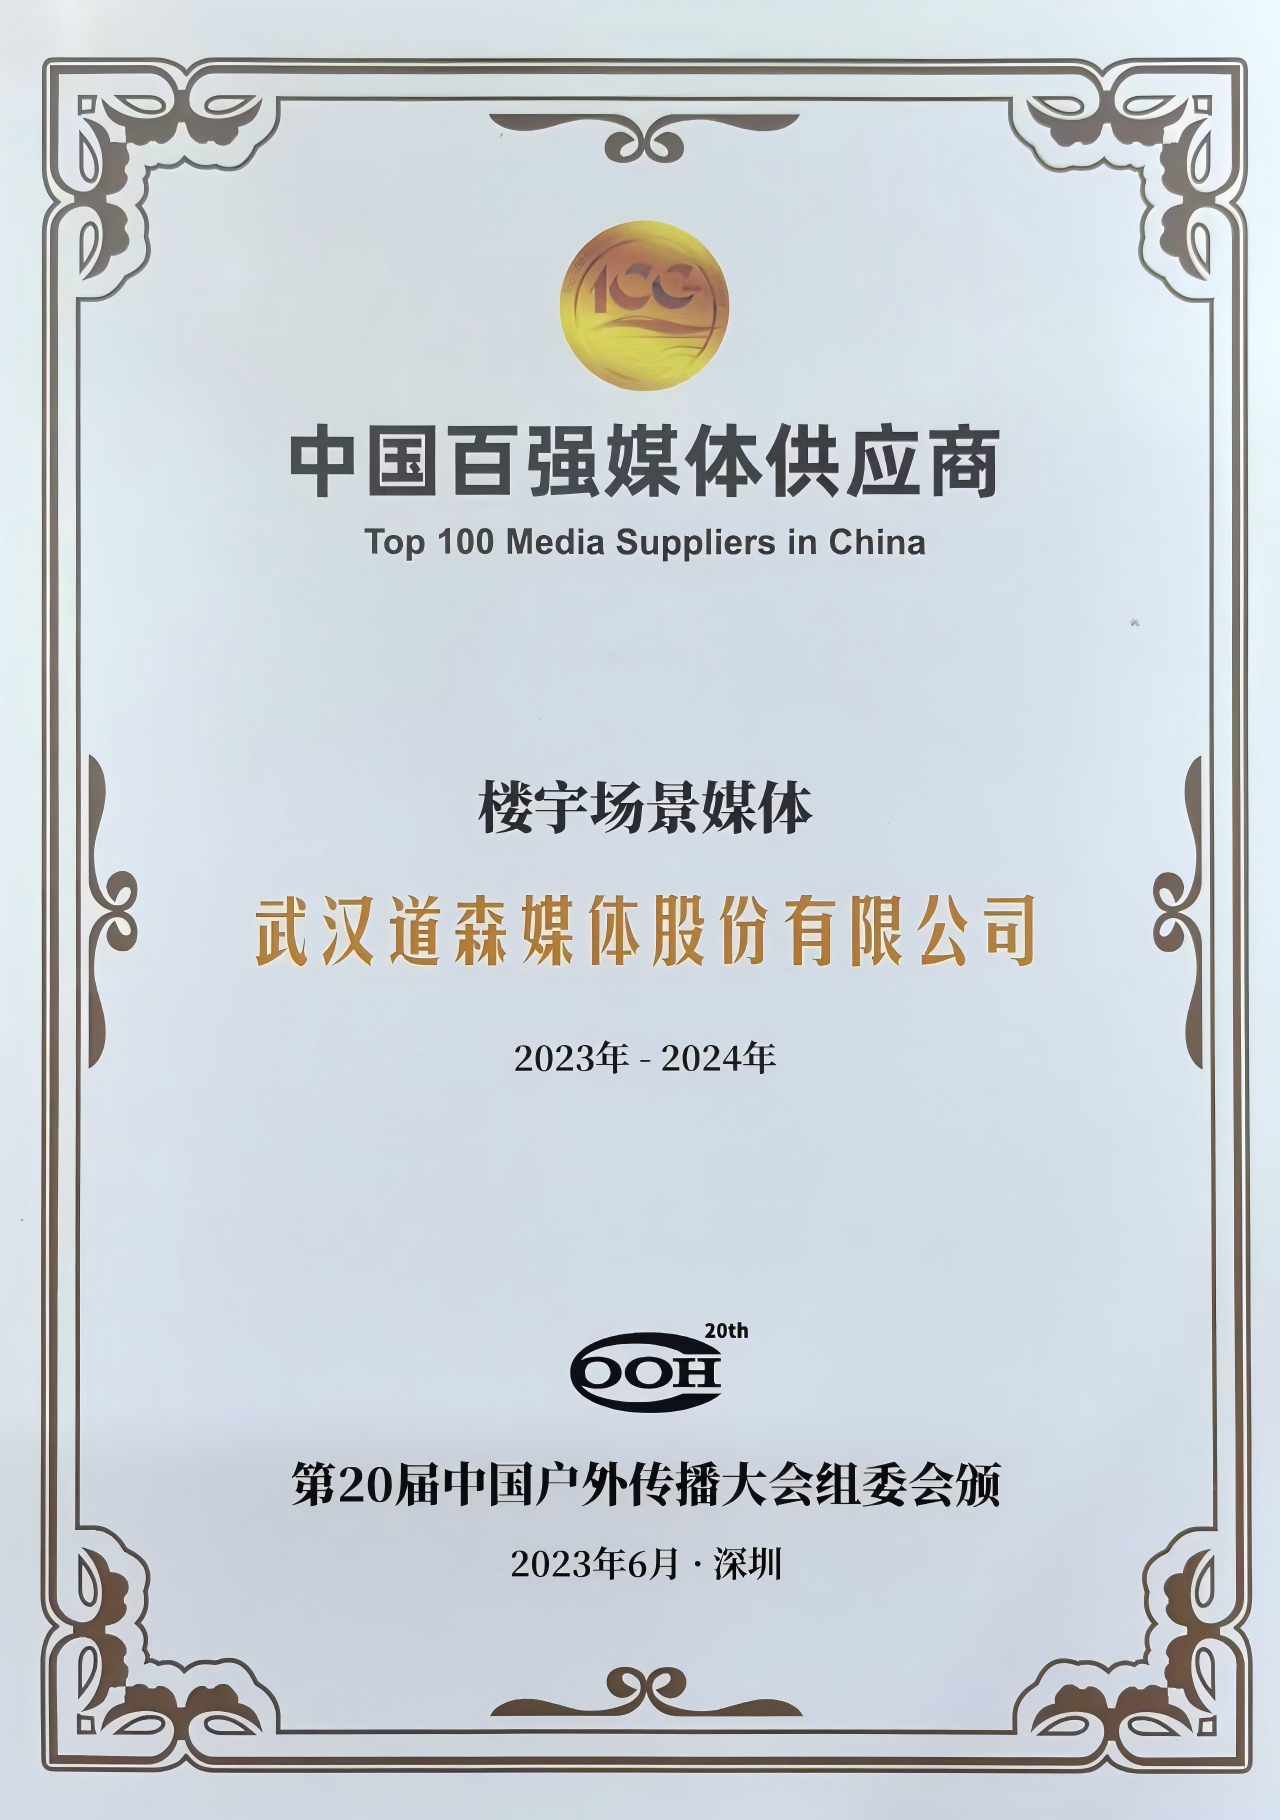 100
中国百强媒体供应商
Top 100 Media Suppliers in China
楼宇场景媒体
武汉道森媒体股份有限公司
2023年 - 2024年
20th
OOH
第20届中国户外传播大会组委会颁
2023年6月 · 深圳